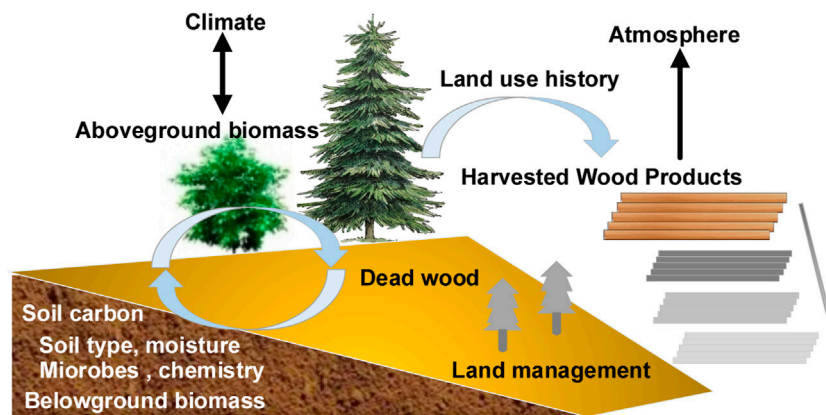 Climate
Atmosphere
Land use history
Aboveground biomass
Harvested Wood Products
Dead wood
Soil carbon
Soil type, moisture
Miorobes , chemistry
Land management
Belowground biomass